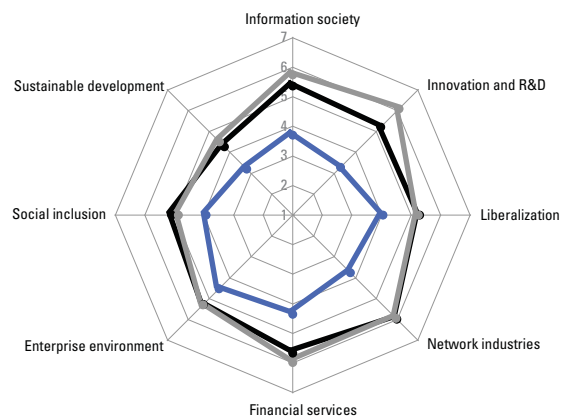 Information society
7
6
5
4
3
2
1
Sustainable development
Innovation and R&D
Social inclusion
Liberalization
Enterprise environment
Network industries
Financial services